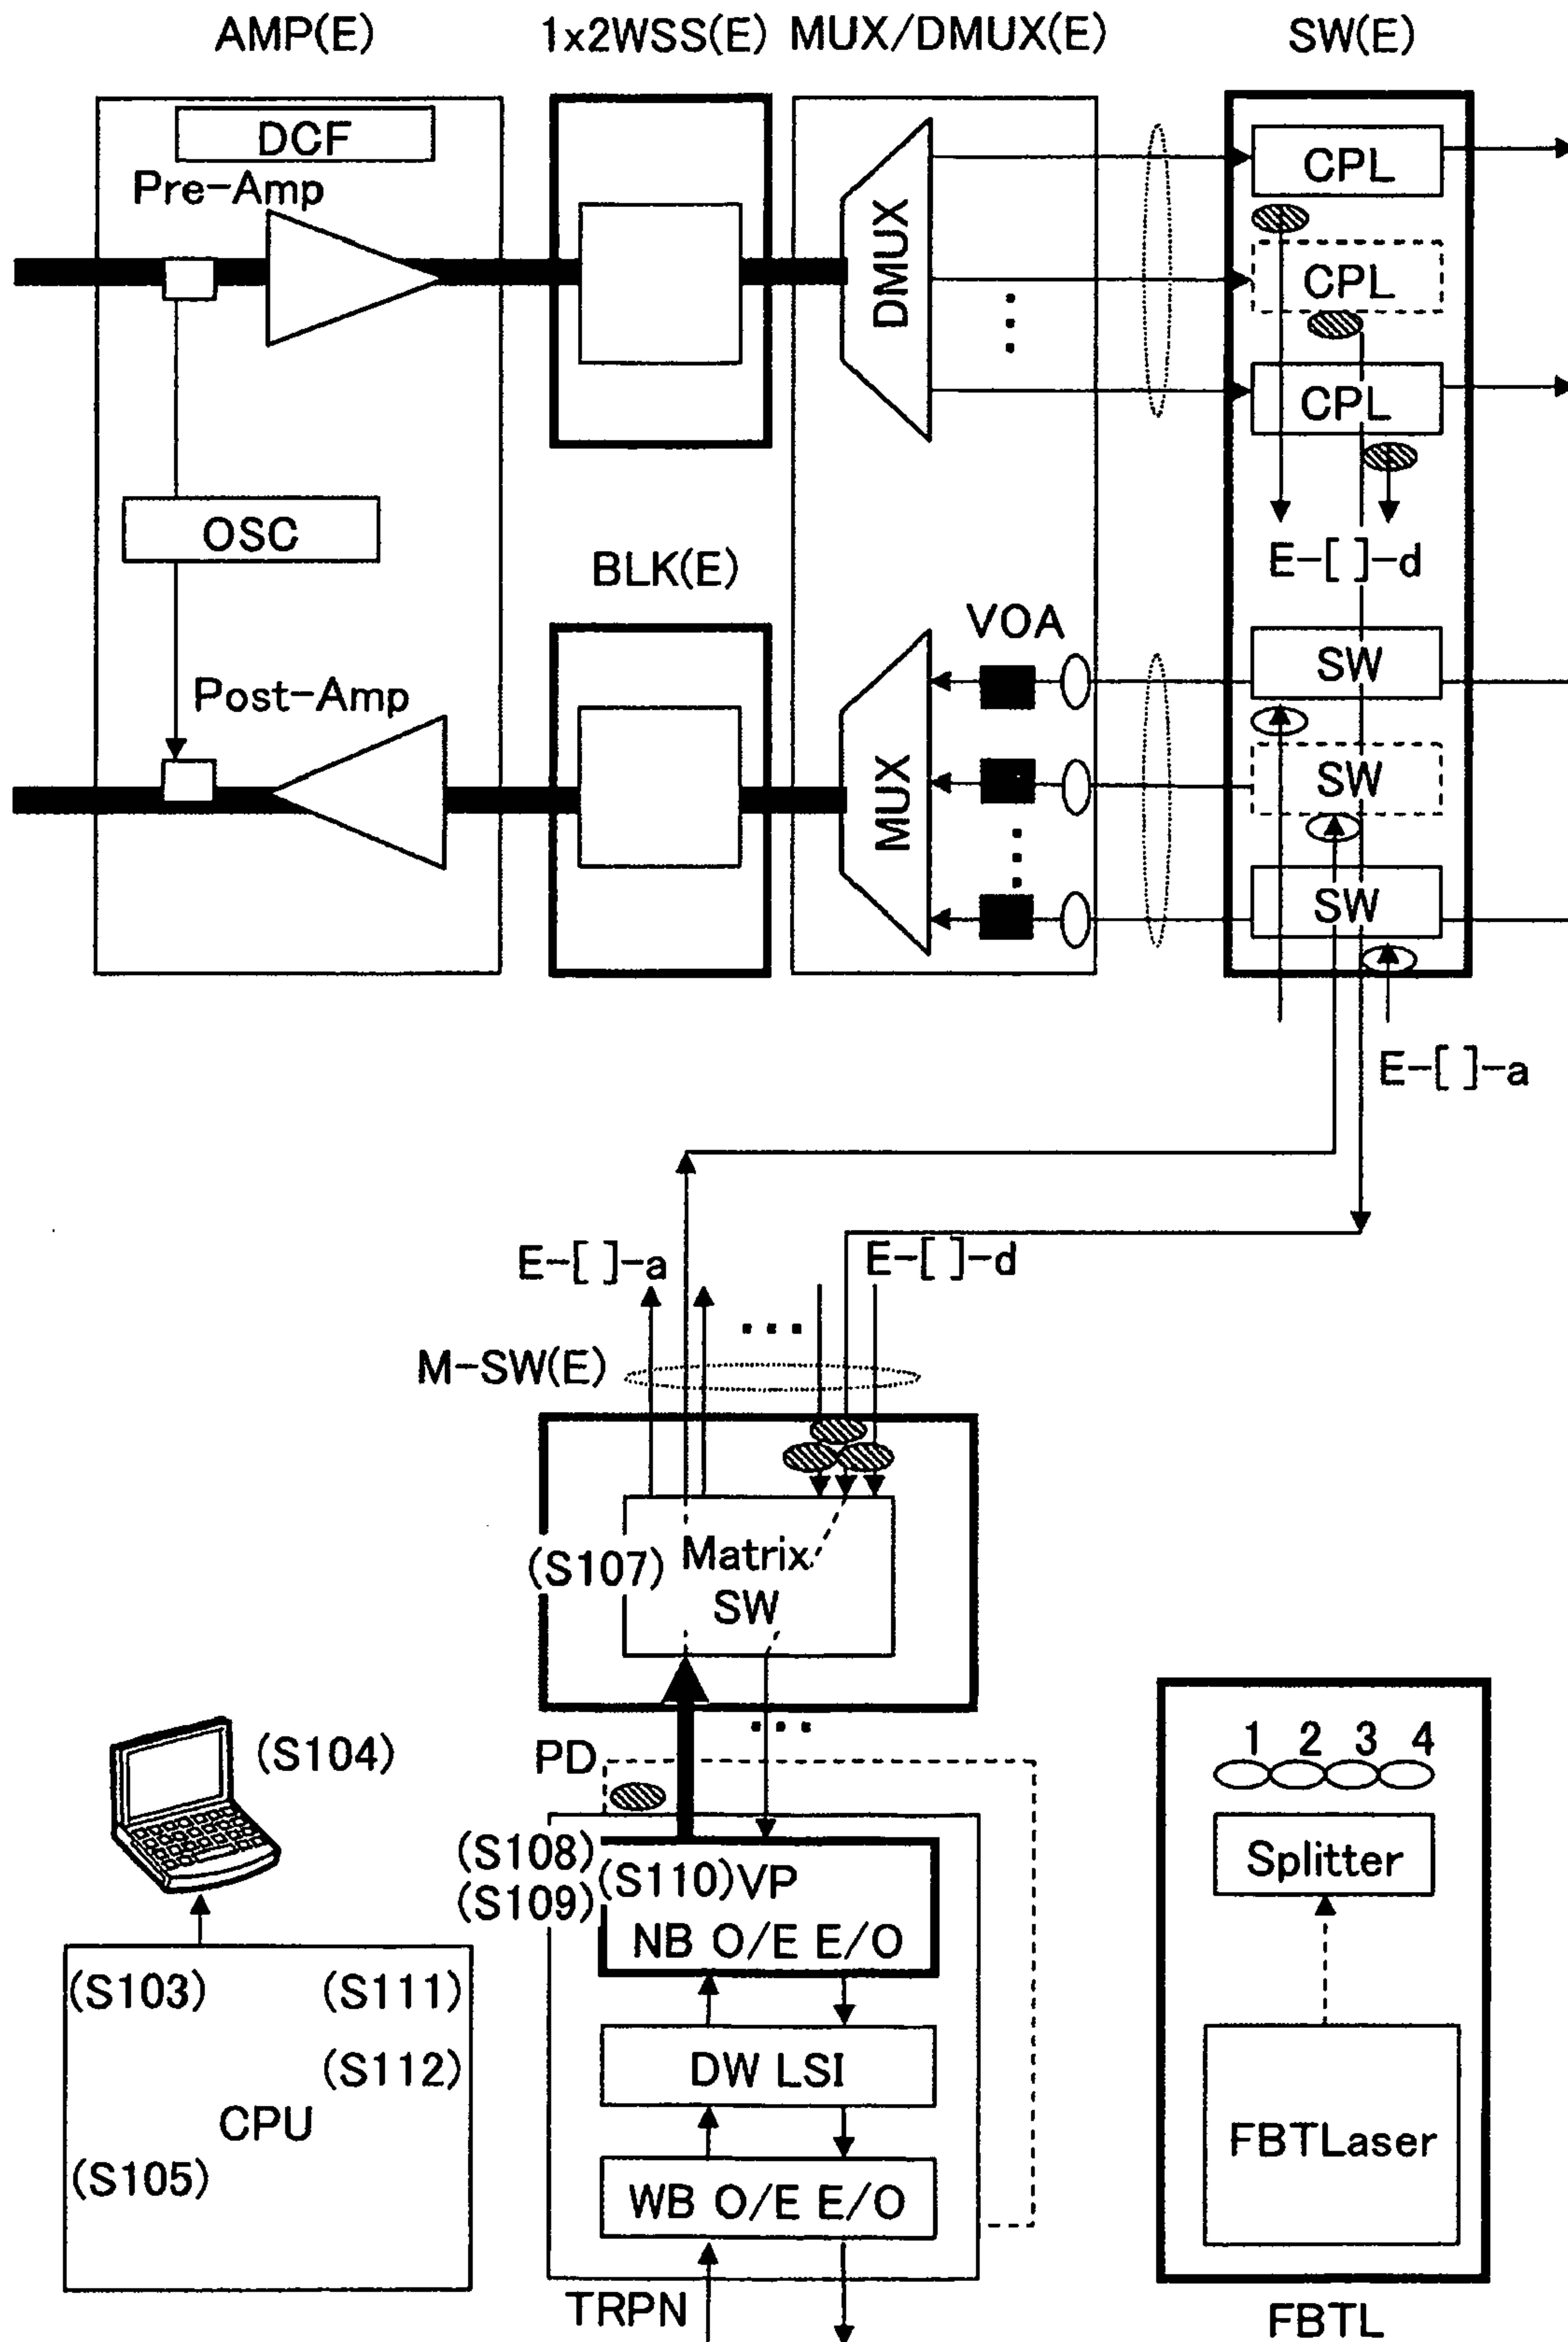 AMP(E) 1x2WSS(E) MUX/DMUX(E) SW(E)
DCF
Pre-Amp
DMUX
CPL
CPL
CPL
OSC
E-[ ]-d
BLK(E)
VOA
Post-Amp
MUX
SW
SW
SW
E-[ ]-a
E-[ ]-a
E-[ ]-d
M-SW(E)
(S107)
Matrix
SW
PD
(S104)
(S108)
(S109)
(S110)VP
NB O/E E/O
DW LSI
WB O/E E/O
TRPN
(S103)
(S111)
(S112)
CPU
(S105)
1 2 3 4
Splitter
FBTLaser
FBTL